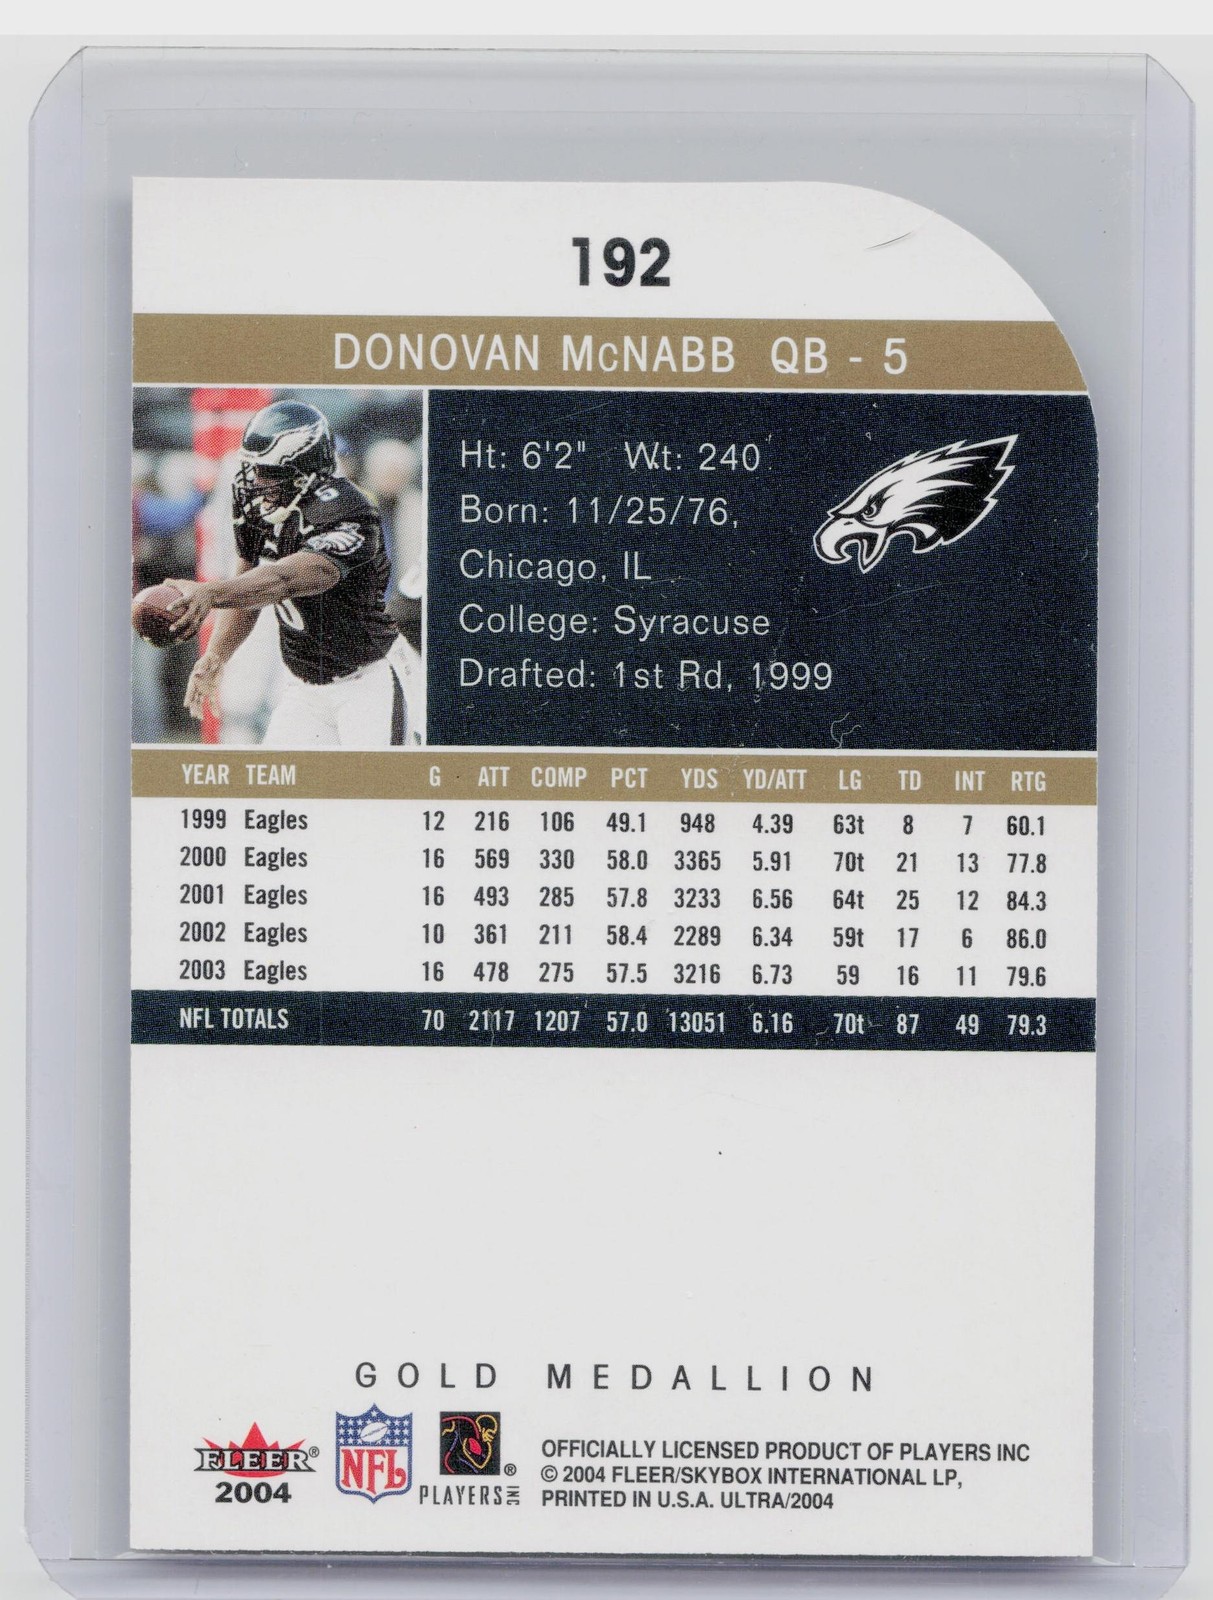 192
DONOVAN McNABB QB - 5
Ht: 6'2" Wt: 240
Born: 11/25/76,
Chicago, IL
College: Syracuse
Drafted: 1st Rd, 1999
YEAR TEAM G ATT COMP PCT YDS YD/ATT LG TD INT RTG
1999 Eagles 12 216 106 49.1 948 4.39 63t 8 7 60.1
2000 Eagles 16 569 330 58.0 3365 5.91 70t 21 13 77.8
2001 Eagles 16 493 285 57.8 3233 6.56 64t 25 12 84.3
2002 Eagles 10 361 211 58.4 2289 6.34 59t 17 6 86.0
2003 Eagles 16 478 275 57.5 3216 6.73 59 16 11 79.6
NFL TOTALS 70 2117 1207 57.0 13051 6.16 70t 87 49 79.3
GOLD MEDALLION
FLEER®
2004
NFL
®
PLAYERS INC
OFFICIALLY LICENSED PRODUCT OF PLAYERS INC
© 2004 FLEER/SKYBOX INTERNATIONAL LP,
PRINTED IN U.S.A. ULTRA/2004